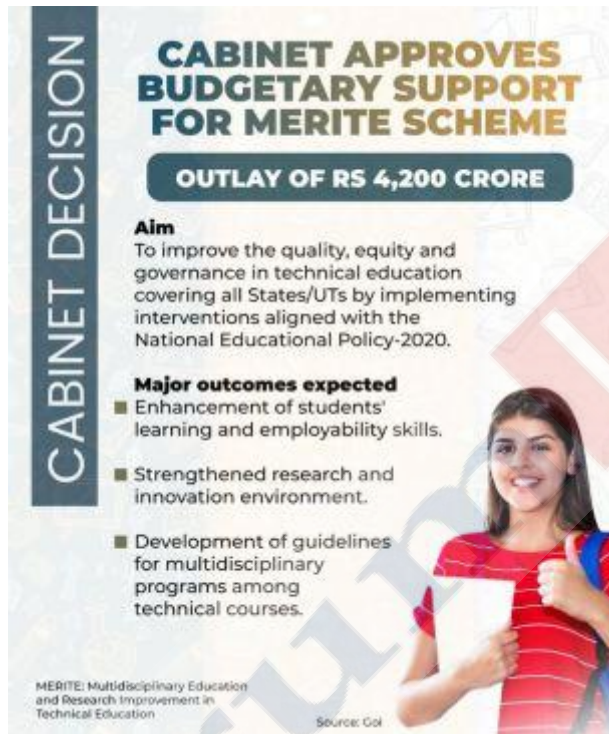 CABINET DECISION
CABINET APPROVES
BUDGETARY SUPPORT
FOR MERITE SCHEME
OUTLAY OF RS 4,200 CRORE
Aim
To improve the quality, equity and
governance in technical education
covering all States/UTs by implementing
interventions aligned with the
National Educational Policy-2020.
Major outcomes expected
Enhancement of students'
learning and employability skills.
Strengthened research and
innovation environment.
Development of guidelines
for multidisciplinary
programs among
technical courses.
MERITE: Multidisciplinary Education
and Research Improvement in
Technical Education
Source: GoI